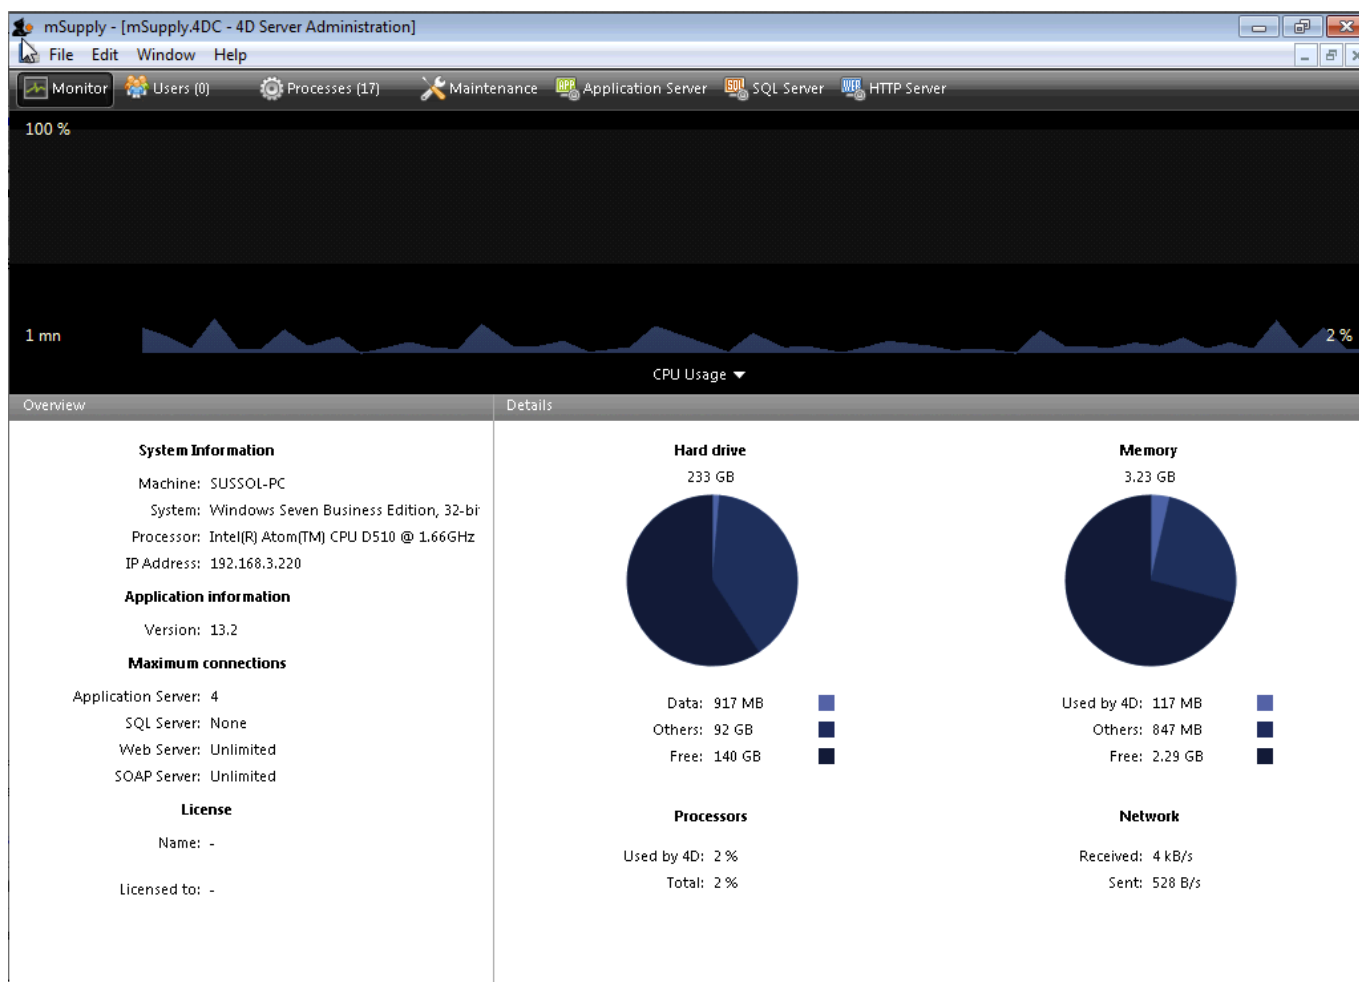 mSupply - [mSupply.4DC - 4D Server Administration]
File Edit Window Help
Monitor Users (0) Processes (17) Maintenance Application Server SQL Server HTTP Server
100 %
1 mn
2 %
CPU Usage
Overview
Details
System Information
Machine: SUSSOL-PC
System: Windows Seven Business Edition, 32-bi
Processor: Intel(R) Atom(TM) CPU D510 @ 1.66GHz
IP Address: 192.168.3.220
Application information
Version: 13.2
Maximum connections
Application Server: 4
SQL Server: None
Web Server: Unlimited
SOAP Server: Unlimited
License
Name: -
Licensed to: -
Hard drive
233 GB
Data: 917 MB
Others: 92 GB
Free: 140 GB
Memory
3.23 GB
Used by 4D: 117 MB
Others: 847 MB
Free: 2.29 GB
Processors
Used by 4D: 2 %
Total: 2 %
Network
Received: 4 kB/s
Sent: 528 B/s